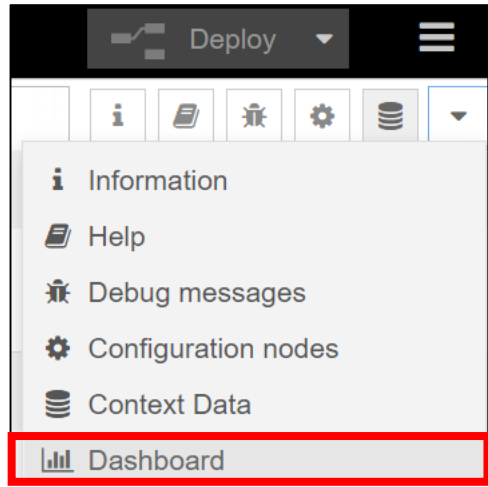 Deploy
Information
Help
Debug messages
Configuration nodes
Context Data
Dashboard